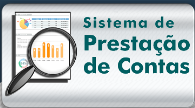 Sistema de
Prestação
de Contas